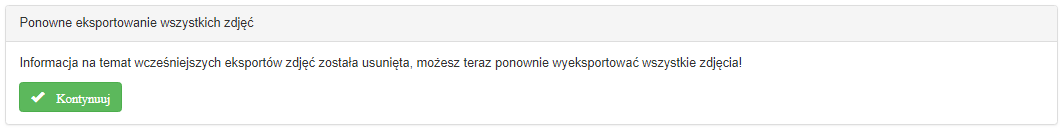 Ponowne eksportowanie wszystkich zdjęć
Informacja na temat wcześniejszych eksportów zdjęć została usunięta, możesz teraz ponownie wyeksportować wszystkie zdjęcia!
Kontynuuj